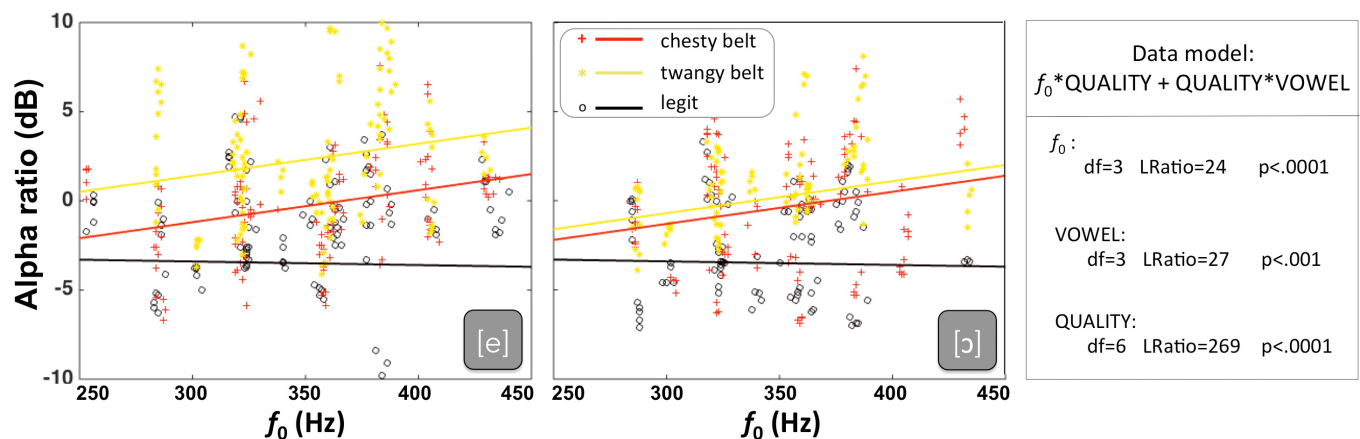 Alpha ratio (dB)
10
5
0
-5
-10
250 300 350 400 450
f0 (Hz)
[e]
chesty belt
twangy belt
legit
250 300 350 400 450
f0 (Hz)
[ɔ]
Data model:
f0*QUALITY + QUALITY*VOWEL
f0 :
df=3 LRatio=24 p<.0001
VOWEL:
df=3 LRatio=27 p<.001
QUALITY:
df=6 LRatio=269 p<.0001